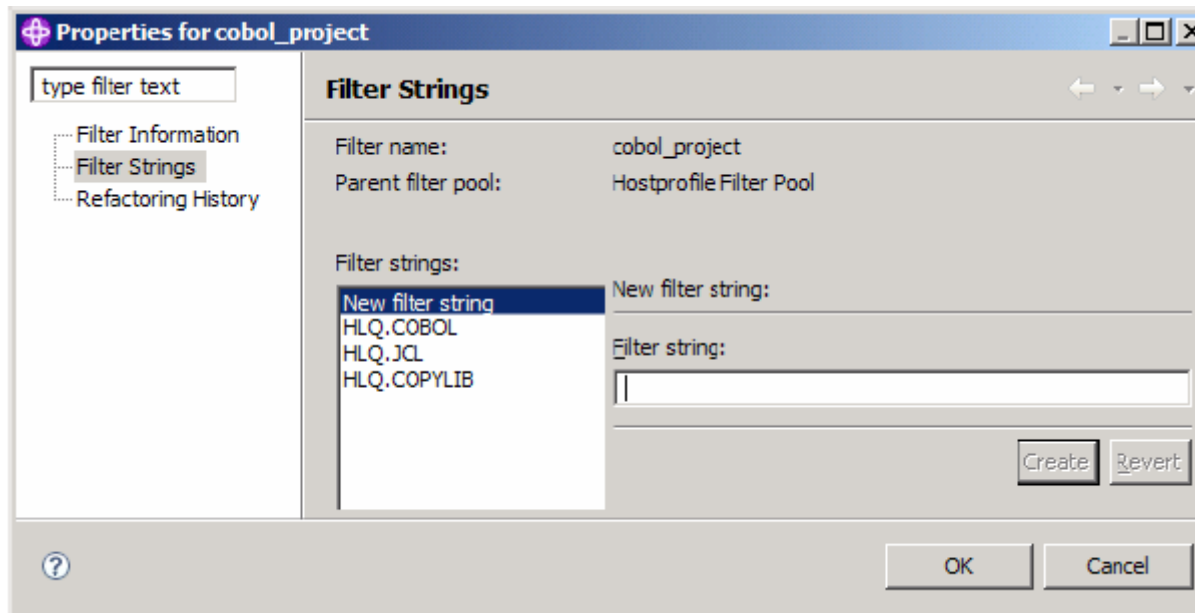 Properties for cobol_project
type filter text
Filter Information
Filter Strings
Refactoring History
Filter Strings
Filter name: cobol_project
Parent filter pool: Hostprofile Filter Pool
Filter strings:
New filter string
HLQ.COBOL
HLQ.JCL
HLQ.COPYLIB
New filter string:
Filter string:
Create Revert
? OK Cancel